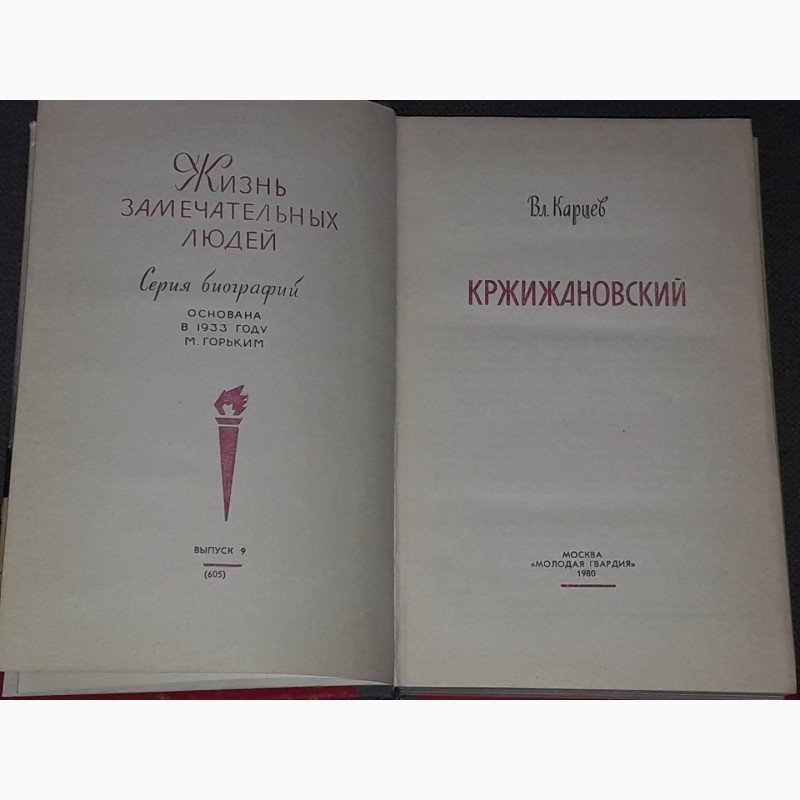 Жизнь
ЗАМЕЧАТЕЛЬНЫХ
ЛЮДЕЙ
Серия биографий
ОСНОВАНА
В 1933 ГОДУ
М. ГОРЬКИМ
ВЫПУСК 9
(605)
Вл. Карцев
КРЖИЖАНОВСКИЙ
МОСКВА
«МОЛОДАЯ ГВАРДИЯ»
1980